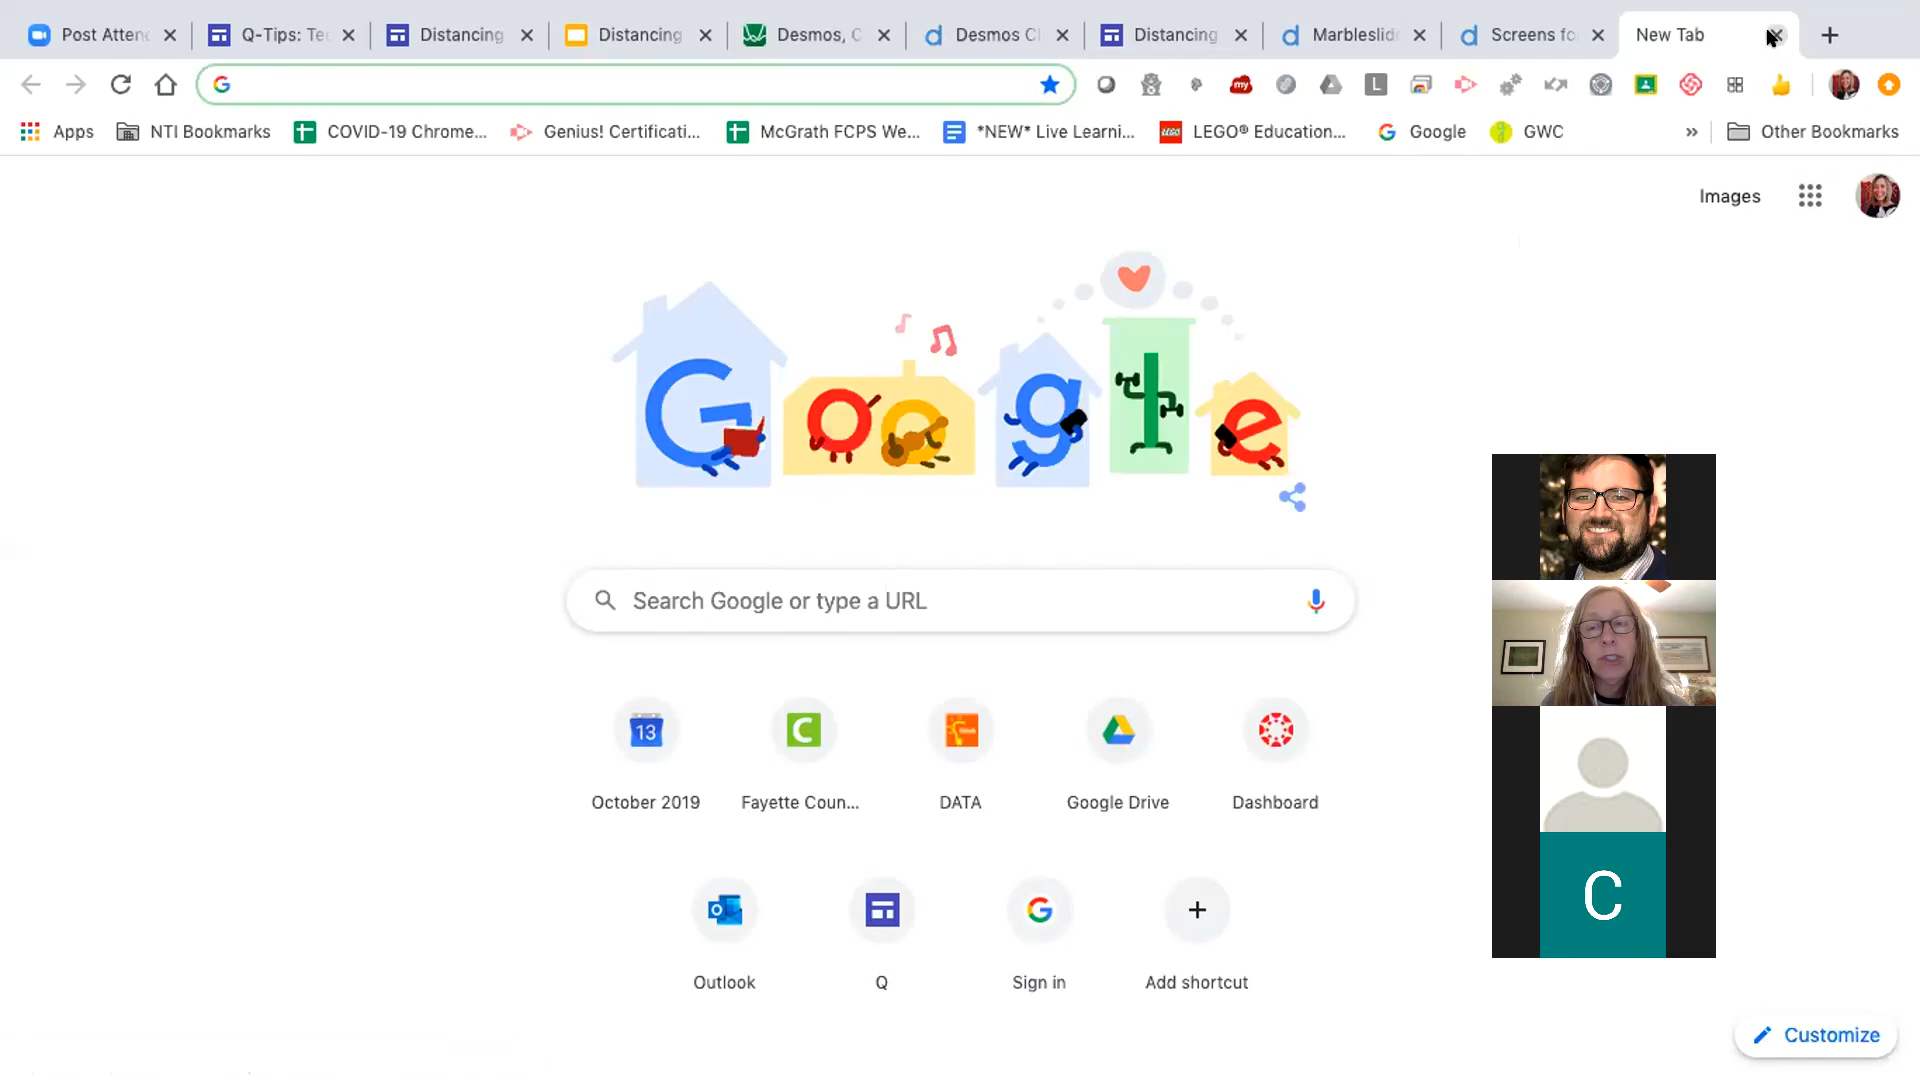 Post Atten
Q-Tips: Te
Distancing
Distancing
Desmos, C
Desmos Cl
Distancing
Marbleslid
Screens fo
New Tab
my
L
Apps
NTI Bookmarks
COVID-19 Chrome...
Genius! Certificati...
McGrath FCPS We...
*NEW* Live Learni...
LEGO® Education...
Google
GWC
»
Other Bookmarks
Images
Google
Search Google or type a URL
13
C
October 2019
Fayette Coun...
DATA
Google Drive
Dashboard
Outlook
Q
Sign in
Add shortcut
C
Customize